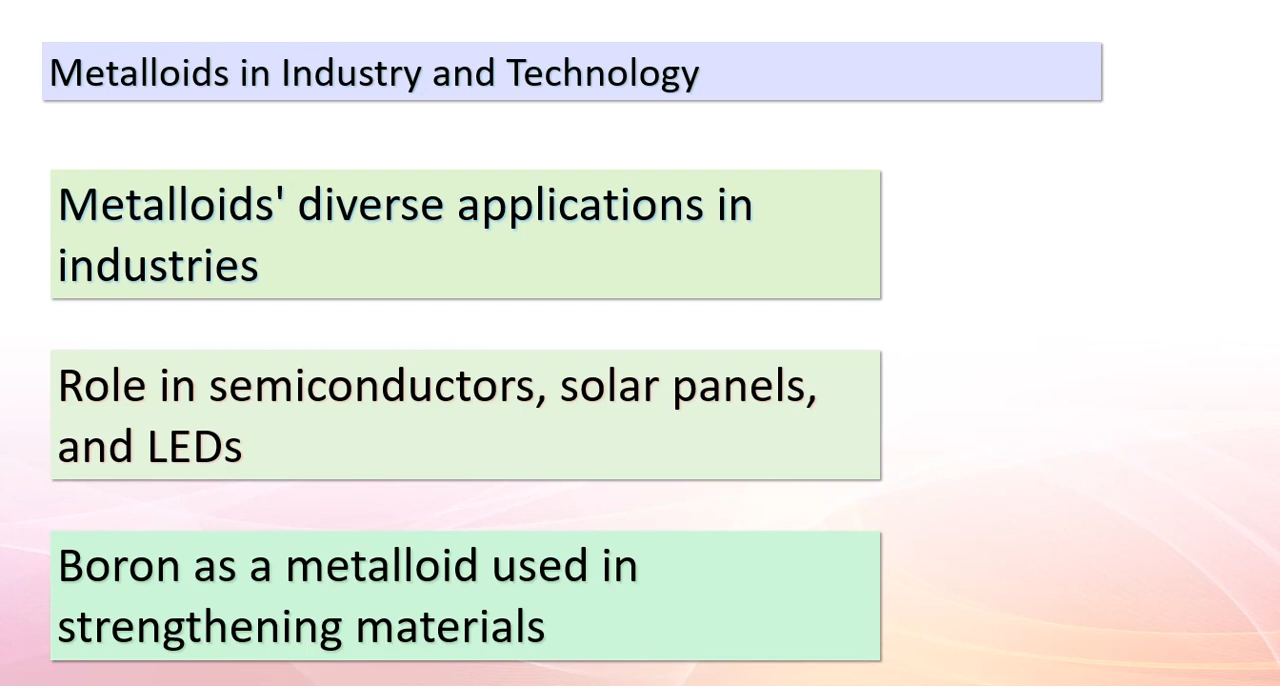 Metalloids in Industry and Technology
Metalloids' diverse applications in
industries
Role in semiconductors, solar panels,
and LEDs
Boron as a metalloid used in
strengthening materials